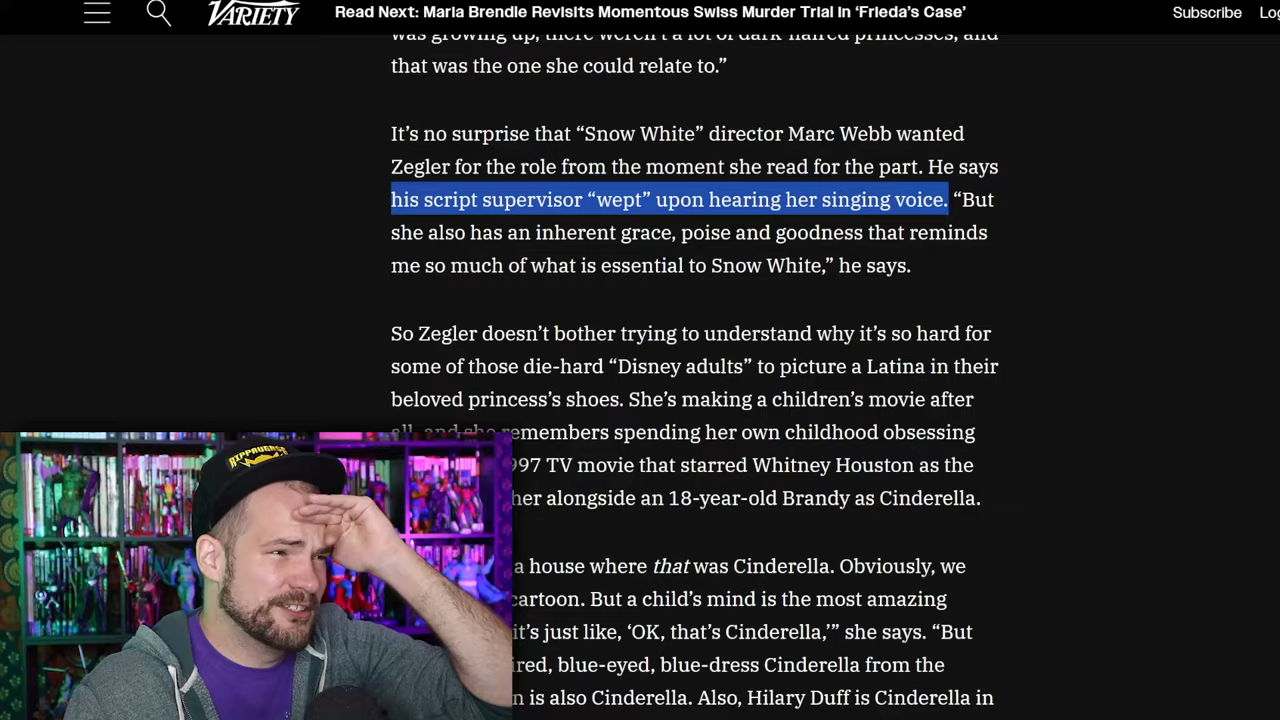 VARIETY
Read Next: Maria Brendle Revisits Momentous Swiss Murder Trial in ‘Frieda’s Case’
Subscribe
was growing up, there weren’t a lot of dark-haired princesses, and
that was the one she could relate to.”
It’s no surprise that “Snow White” director Marc Webb wanted
Zegler for the role from the moment she read for the part. He says
his script supervisor “wept” upon hearing her singing voice. “But
she also has an inherent grace, poise and goodness that reminds
me so much of what is essential to Snow White,” he says.
So Zegler doesn’t bother trying to understand why it’s so hard for
some of those die-hard “Disney adults” to picture a Latina in their
beloved princess’s shoes. She’s making a children’s movie after
all, and she remembers spending her own childhood obsessing
997 TV movie that starred Whitney Houston as the
her alongside an 18-year-old Brandy as Cinderella.
a house where that was Cinderella. Obviously, we
cartoon. But a child’s mind is the most amazing
it’s just like, ‘OK, that’s Cinderella,’” she says. “But
ired, blue-eyed, blue-dress Cinderella from the
n is also Cinderella. Also, Hilary Duff is Cinderella in
RIPPAVERSE